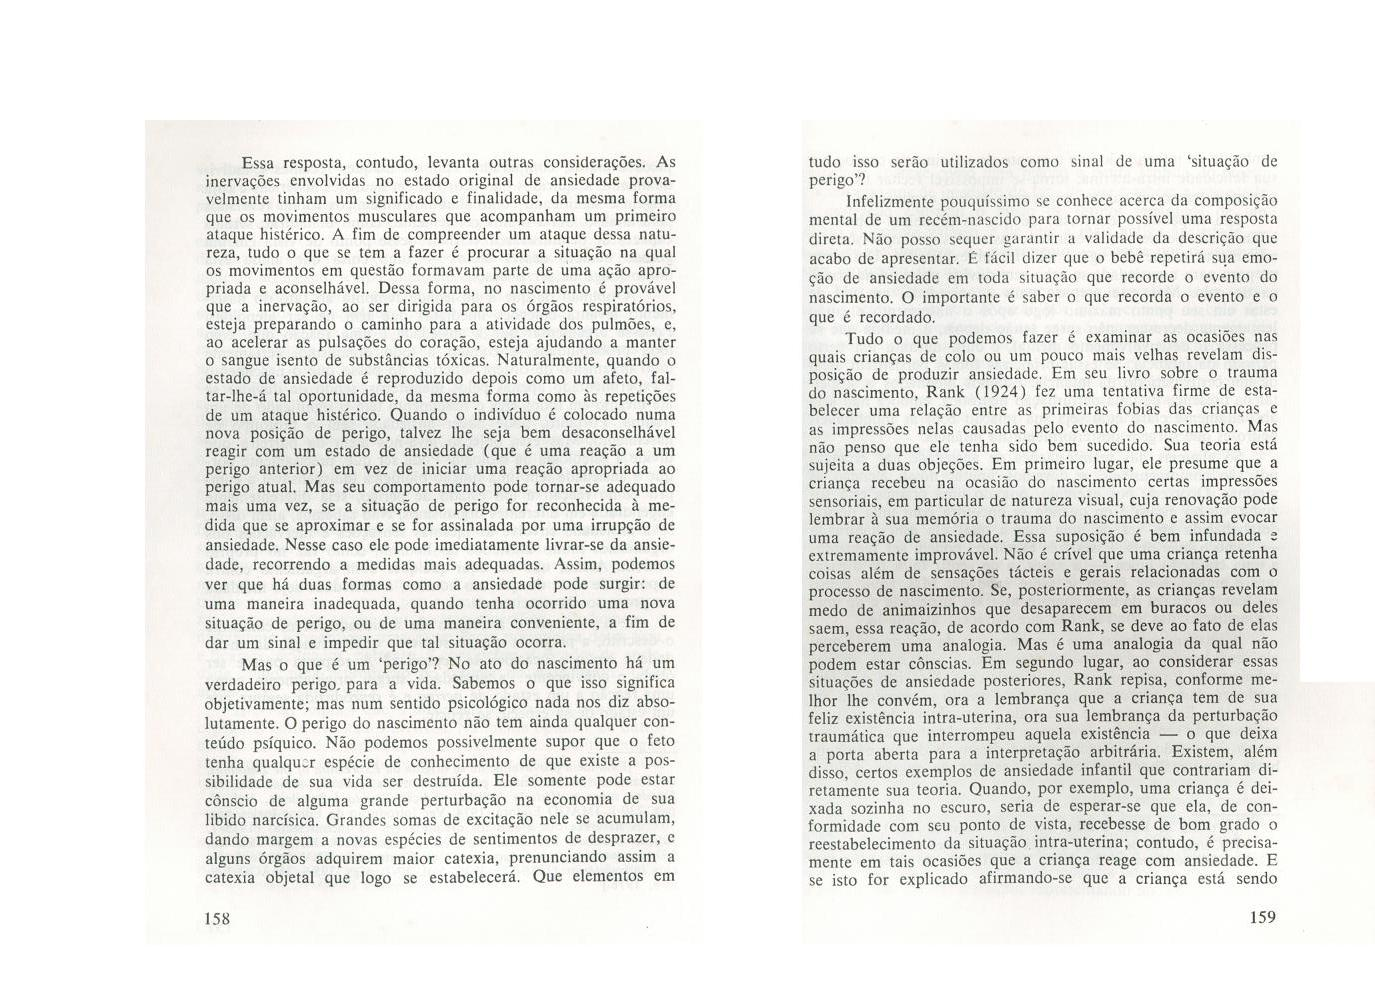 Essa resposta, contudo, levanta outras considerações. As
inervações envolvidas no estado original de ansiedade prova-
velmente tinham um significado e finalidade, da mesma forma
que os movimentos musculares que acompanham um primeiro
ataque histérico. A fim de compreender um ataque dessa natu-
reza, tudo o que se tem a fazer é procurar a situação na qual
os movimentos em questão formavam parte de uma ação apro-
priada e aconselhável. Dessa forma, no nascimento é provável
que a inervação, ao ser dirigida para os órgãos respiratórios,
esteja preparando o caminho para a atividade dos pulmões, e,
ao acelerar as pulsações do coração, esteja ajudando a manter
o sangue isento de substâncias tóxicas. Naturalmente, quando o
estado de ansiedade é reproduzido depois como um afeto, fal-
tar-lhe-á tal oportunidade, da mesma forma como às repetições
de um ataque histérico. Quando o indivíduo é colocado numa
nova posição de perigo, talvez lhe seja bem desaconselhável
reagir com um estado de ansiedade (que é uma reação a um
perigo anterior) em vez de iniciar uma reação apropriada ao
perigo atual. Mas seu comportamento pode tornar-se adequado
mais uma vez, se a situação de perigo for reconhecida à me-
dida que se aproximar e se for assinalada por uma irrupção de
ansiedade. Nesse caso ele pode imediatamente livrar-se da ansie-
dade, recorrendo a medidas mais adequadas. Assim, podemos
ver que há duas formas como a ansiedade pode surgir: de
uma maneira inadequada, quando tenha ocorrido uma nova
situação de perigo, ou de uma maneira conveniente, a fim de
dar um sinal e impedir que tal situação ocorra.
Mas o que é um ‘perigo’? No ato do nascimento há um
verdadeiro perigo para a vida. Sabemos o que isso significa
objetivamente; mas num sentido psicológico nada nos diz abso-
lutamente. O perigo do nascimento não tem ainda qualquer con-
teúdo psíquico. Não podemos possivelmente supor que o feto
tenha qualquer espécie de conhecimento de que existe a pos-
sibilidade de sua vida ser destruída. Ele somente pode estar
cônscio de alguma grande perturbação na economia de sua
libido narcísica. Grandes somas de excitação nele se acumulam,
dando margem a novas espécies de sentimentos de desprazer, e
alguns órgãos adquirem maior catexia, prenunciando assim a
catexia objetal que logo se estabelecerá. Que elementos em
158
tudo isso serão utilizados como sinal de uma ‘situação de
perigo’?
Infelizmente pouquíssimo se conhece acerca da composição
mental de um recém-nascido para tornar possível uma resposta
direta. Não posso sequer garantir a validade da descrição que
acabo de apresentar. É fácil dizer que o bebê repetirá sua emo-
ção de ansiedade em toda situação que recorde o evento do
nascimento. O importante é saber o que recorda o evento e o
que é recordado.
Tudo o que podemos fazer é examinar as ocasiões nas
quais crianças de colo ou um pouco mais velhas revelam dis-
posição de produzir ansiedade. Em seu livro sobre o trauma
do nascimento, Rank (1924) fez uma tentativa firme de esta-
belecer uma relação entre as primeiras fobias das crianças e
as impressões nelas causadas pelo evento do nascimento. Mas
não penso que ele tenha sido bem sucedido. Sua teoria está
sujeita a duas objeções. Em primeiro lugar, ele presume que a
criança recebeu na ocasião do nascimento certas impressões
sensoriais, em particular de natureza visual, cuja renovação pode
lembrar à sua memória o trauma do nascimento e assim evocar
uma reação de ansiedade. Essa suposição é bem infundada e
extremamente improvável. Não é crível que uma criança retenha
coisas além de sensações tácteis e gerais relacionadas com o
processo de nascimento. Se, posteriormente, as crianças revelam
medo de animaizinhos que desaparecem em buracos ou deles
saem, essa reação, de acordo com Rank, se deve ao fato de elas
perceberem uma analogia. Mas é uma analogia da qual não
podem estar cônscias. Em segundo lugar, ao considerar essas
situações de ansiedade posteriores, Rank repisa, conforme me-
lhor lhe convém, ora a lembrança que a criança tem de sua
feliz existência intra-uterina, ora sua lembrança da perturbação
traumática que interrompeu aquela existência — o que deixa
a porta aberta para a interpretação arbitrária. Existem, além
disso, certos exemplos de ansiedade infantil que contrariam di-
retamente sua teoria. Quando, por exemplo, uma criança é dei-
xada sozinha no escuro, seria de esperar-se que ela, de con-
formidade com seu ponto de vista, recebesse de bom grado o
reestabelecimento da situação intra-uterina; contudo, é precisa-
mente em tais ocasiões que a criança reage com ansiedade. E
se isto for explicado afirmando-se que a criança está sendo
159